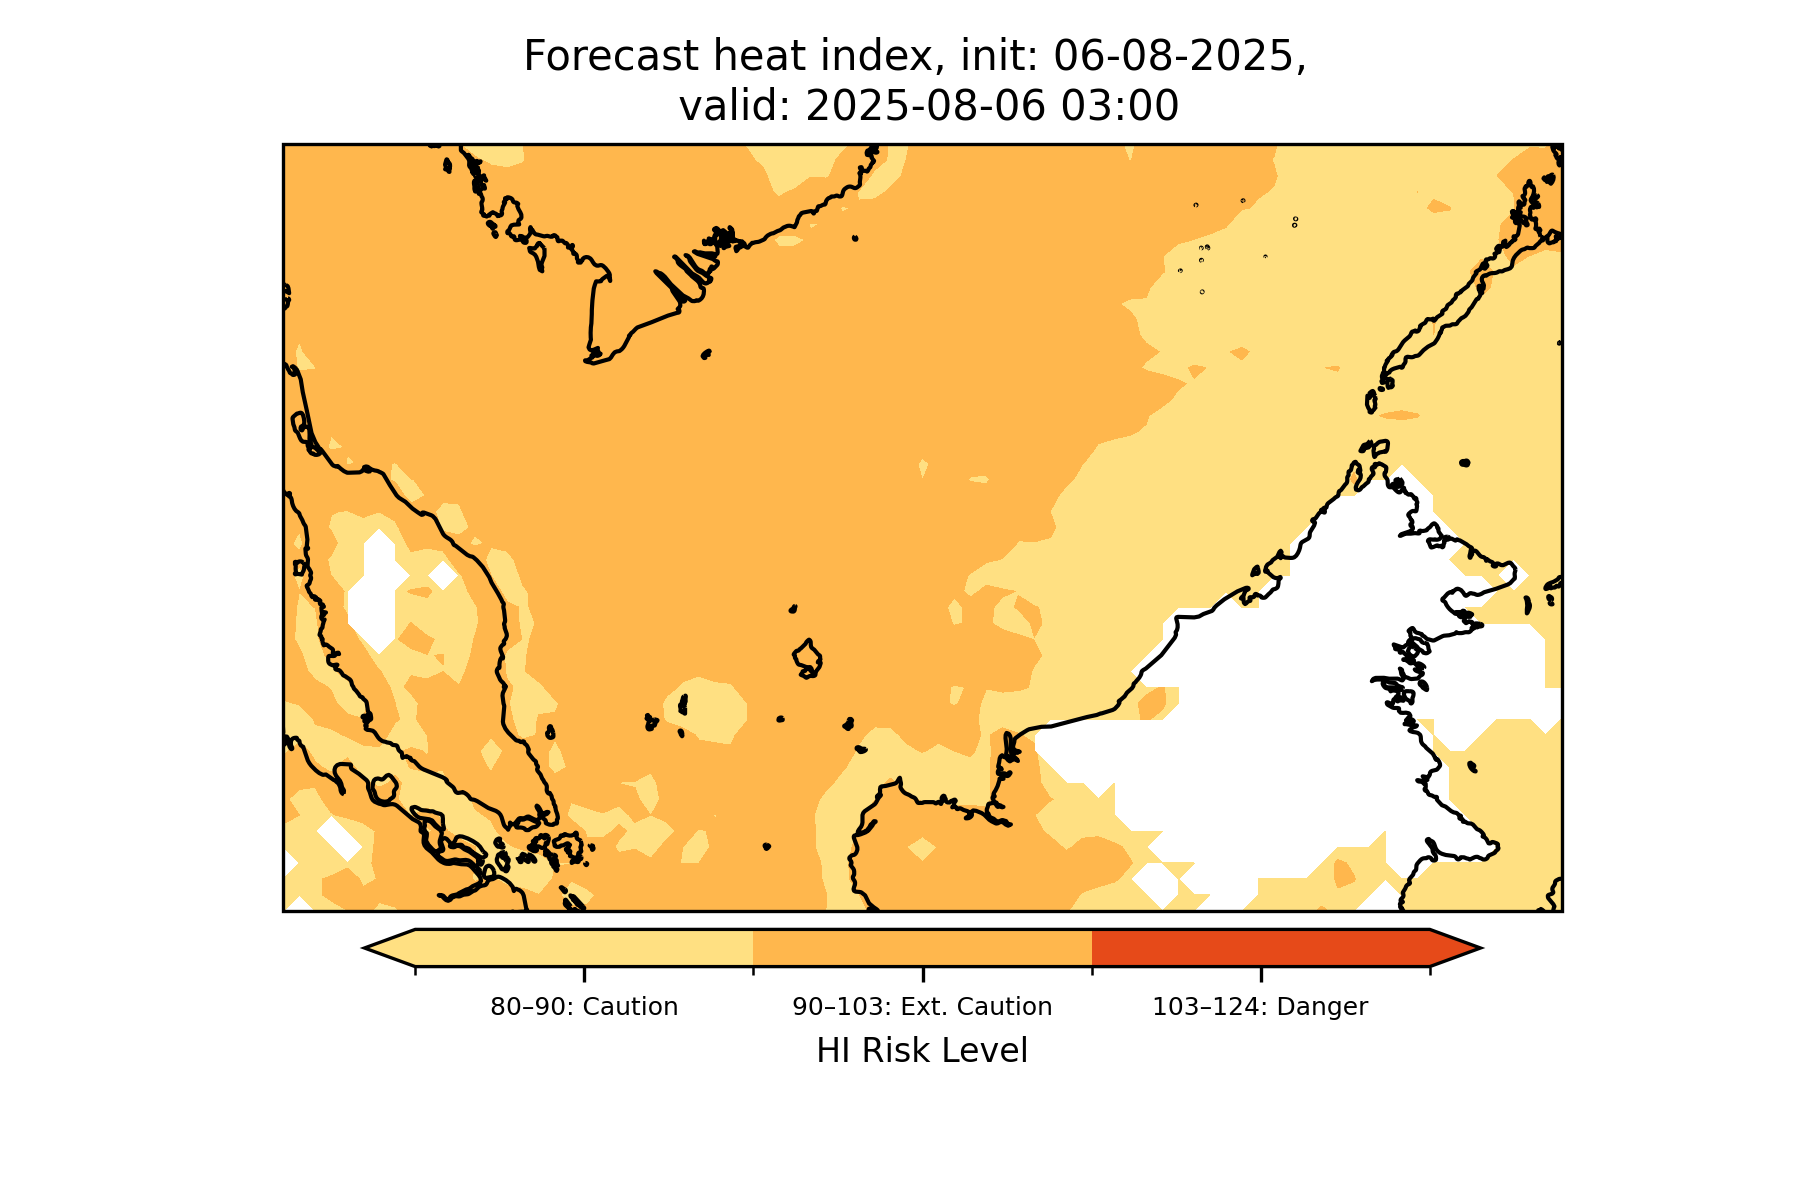 Forecast heat index, init: 06-08-2025,
valid: 2025-08-06 03:00
80–90: Caution
90–103: Ext. Caution
103–124: Danger
HI Risk Level